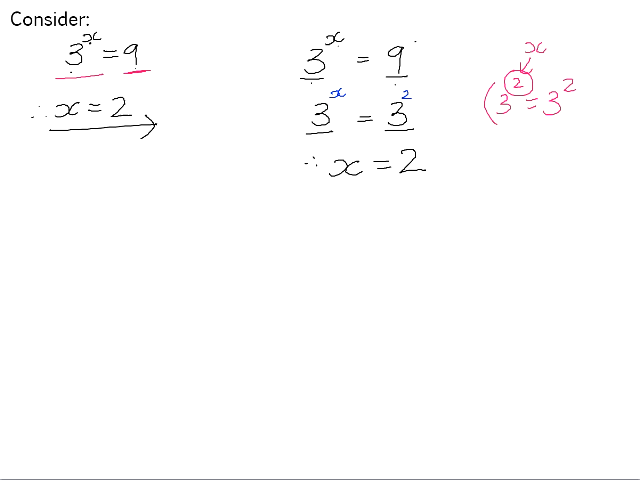 Consider:
3^x = 9
∴ x = 2
3^x = 9
3^x = 3^2
∴ x = 2
x
(3^2 = 3^2